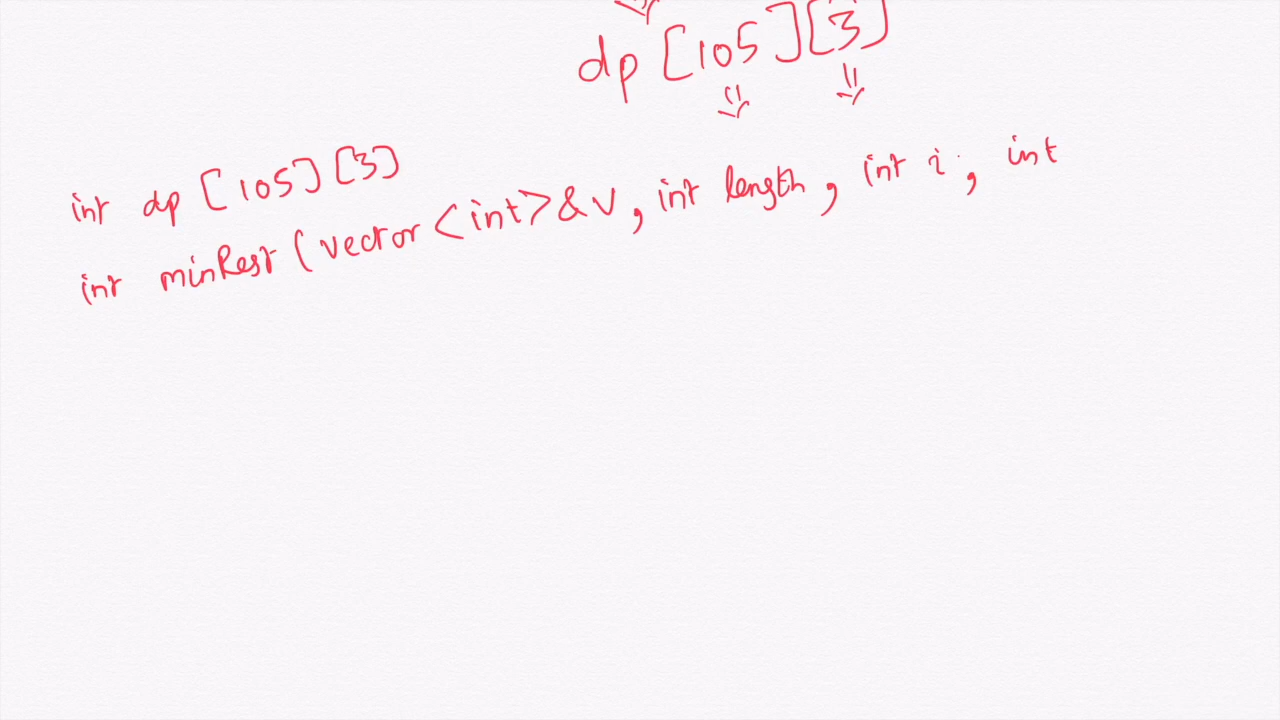 dp [105][3]
int dp [105][3]
int minRest (vector<int>&v, int length, int i, int